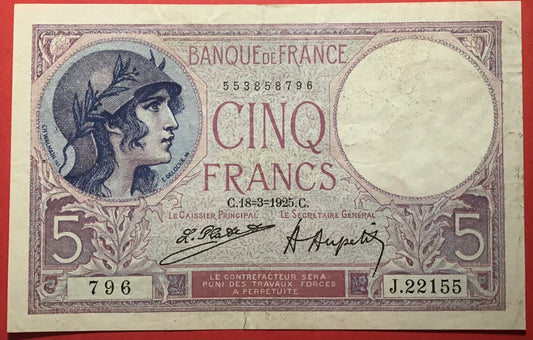 BANQUE DE FRANCE
553858796
CINQ
FRANCS
C.18=3=1925.C.
LE CAISSIER PRINCIPAL LE SECRÉTAIRE GÉNÉRAL
5 5
796
J.22155
LE CONTREFACTEUR SERA
PUNI DES TRAVAUX FORCÉS
A PERPÉTUITÉ